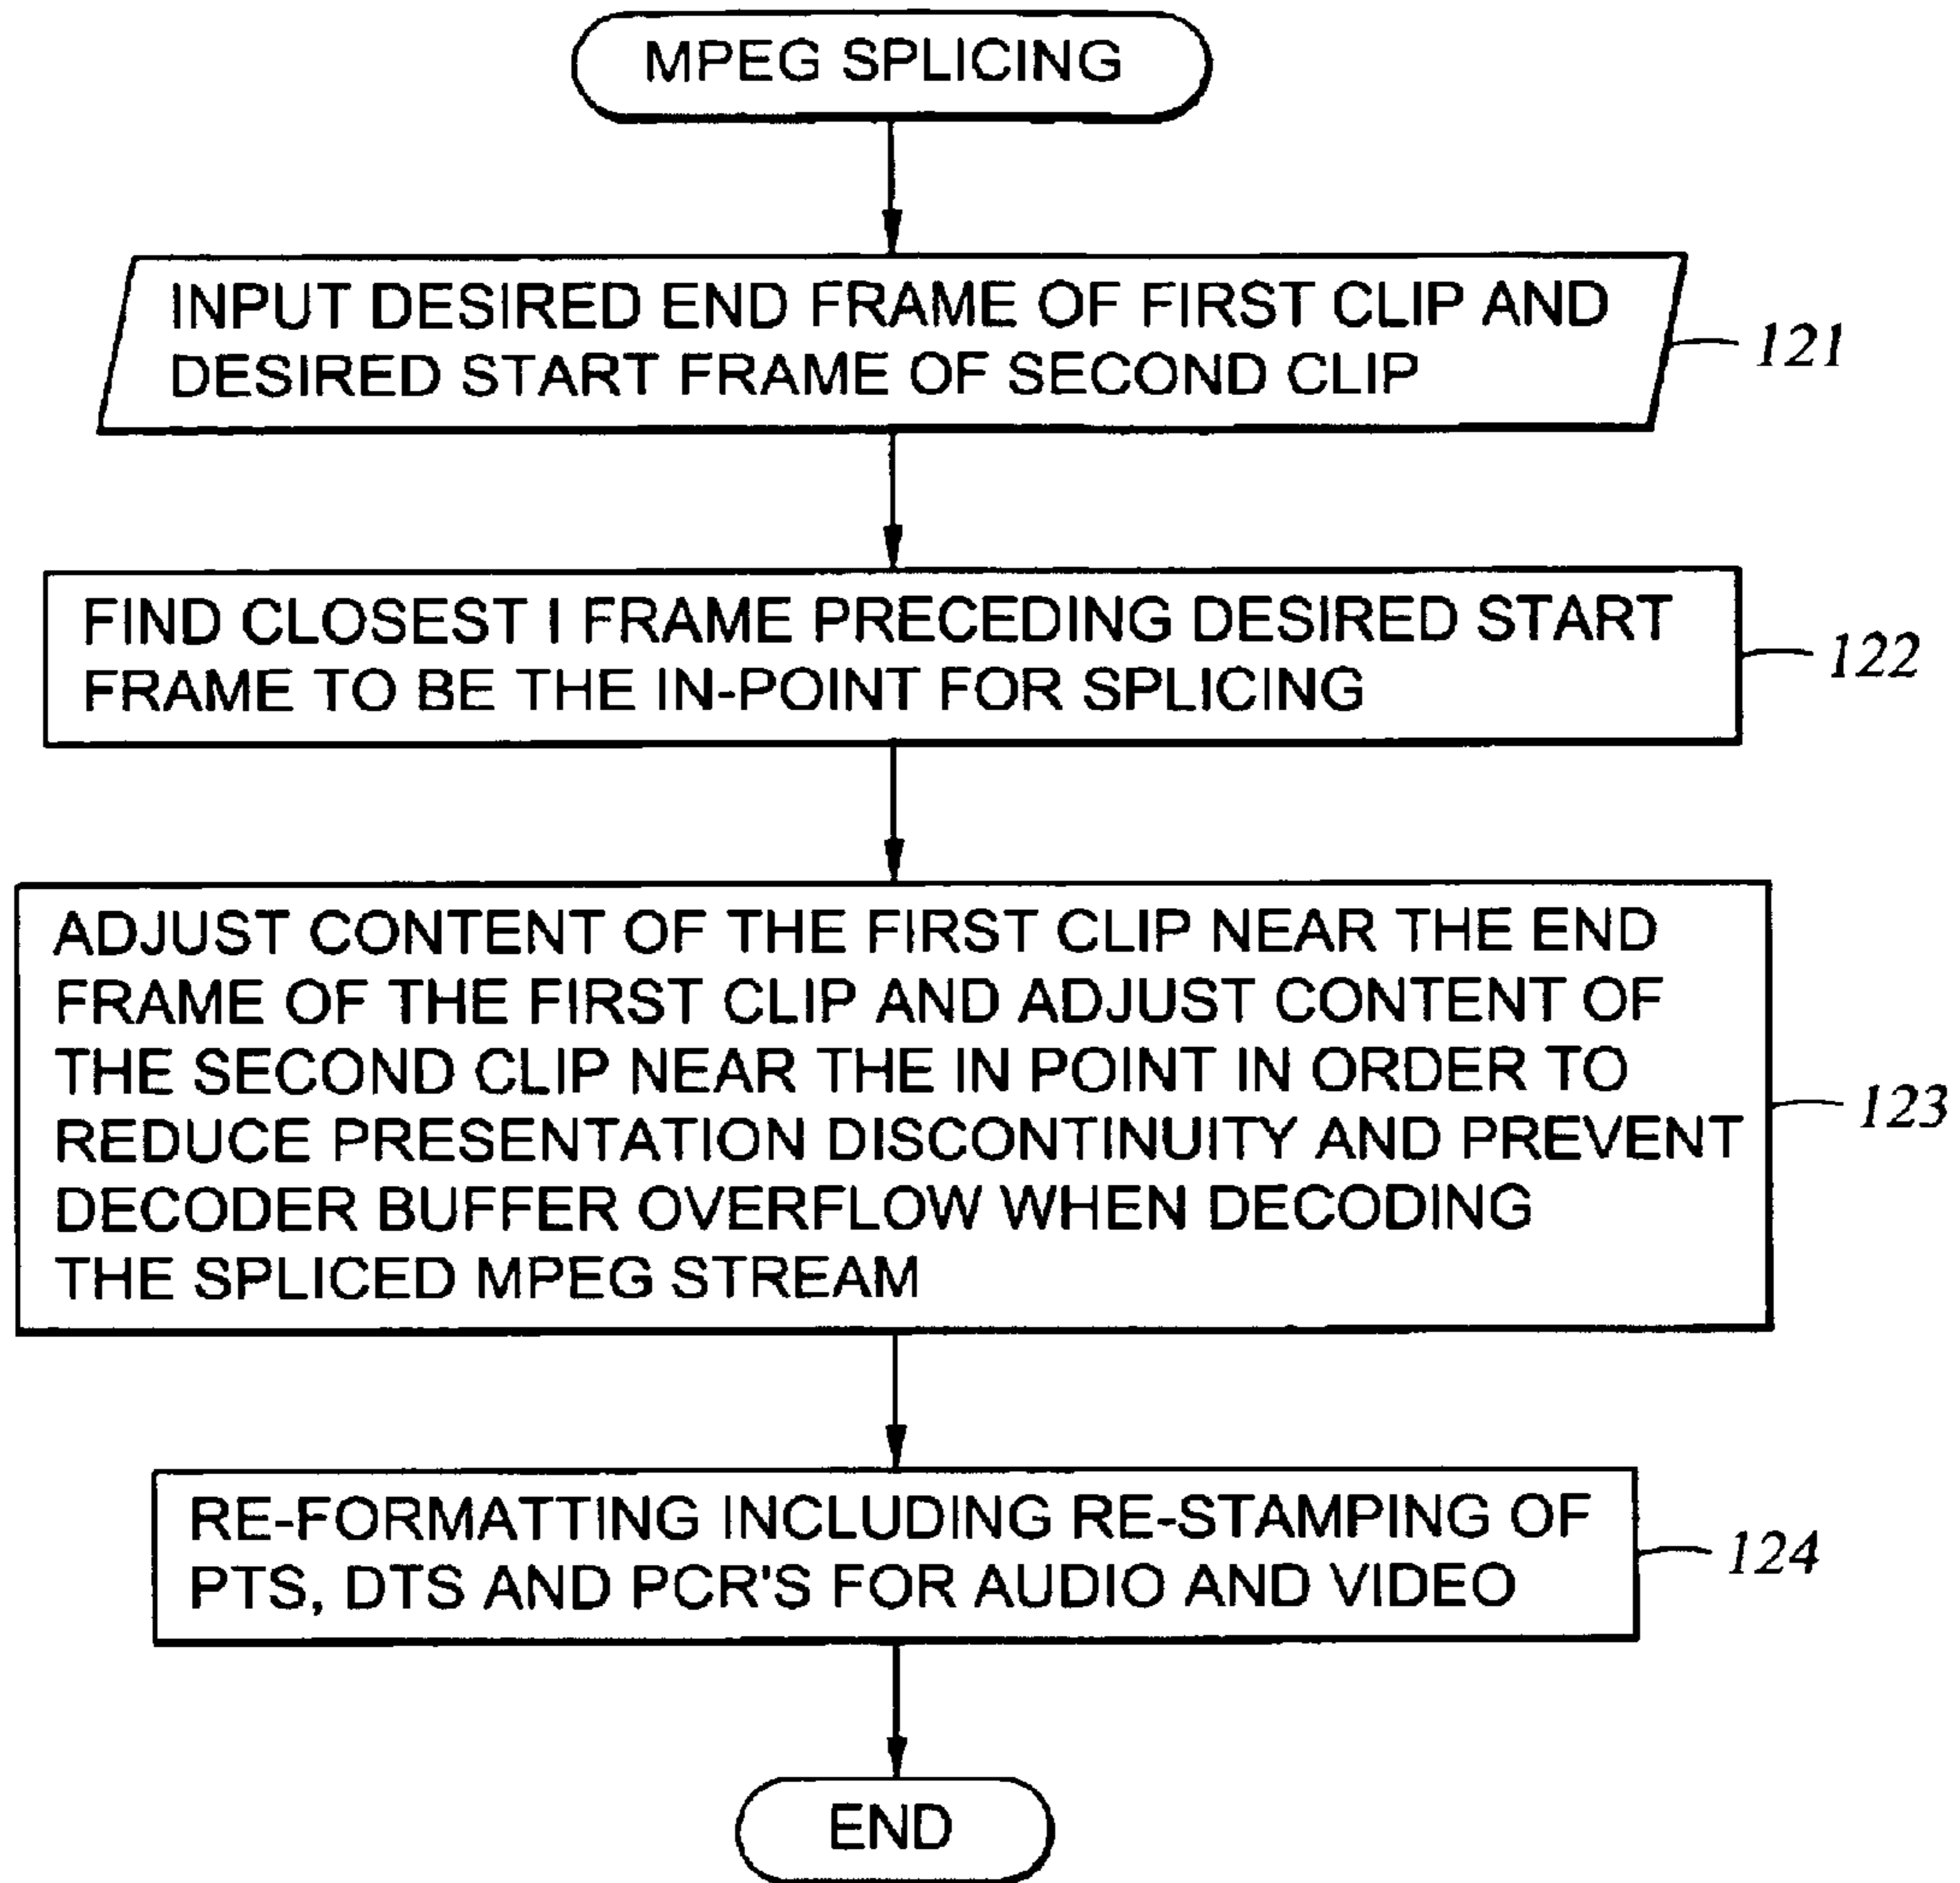 MPEG SPLICING
INPUT DESIRED END FRAME OF FIRST CLIP AND
DESIRED START FRAME OF SECOND CLIP
121
FIND CLOSEST I FRAME PRECEDING DESIRED START
FRAME TO BE THE IN-POINT FOR SPLICING
122
ADJUST CONTENT OF THE FIRST CLIP NEAR THE END
FRAME OF THE FIRST CLIP AND ADJUST CONTENT OF
THE SECOND CLIP NEAR THE IN POINT IN ORDER TO
REDUCE PRESENTATION DISCONTINUITY AND PREVENT
DECODER BUFFER OVERFLOW WHEN DECODING
THE SPLICED MPEG STREAM
123
RE-FORMATTING INCLUDING RE-STAMPING OF
PTS, DTS AND PCR'S FOR AUDIO AND VIDEO
124
END